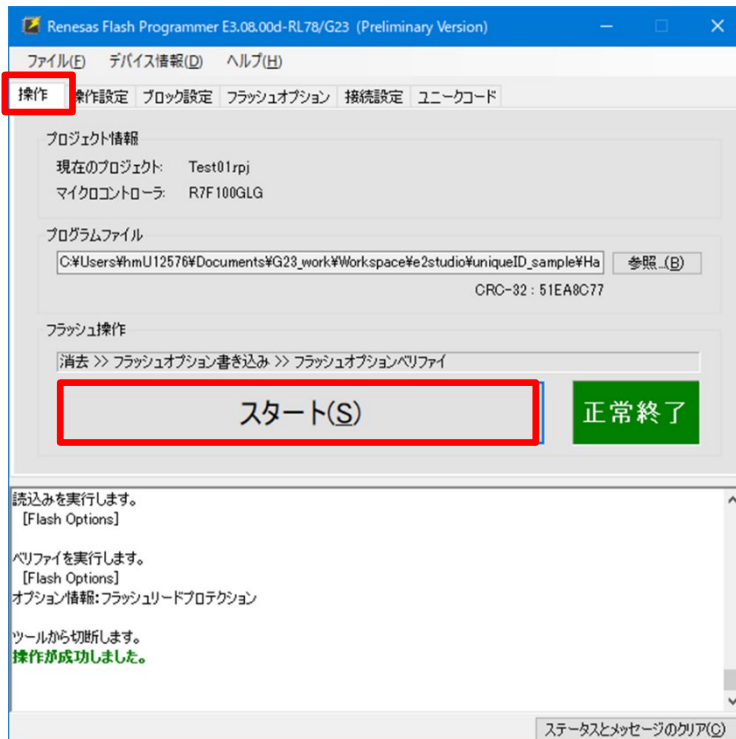 Renesas Flash Programmer E3.08.00d-RL78/G23 (Preliminary Version)
ファイル(F) デバイス情報(D) ヘルプ(H)
操作 操作設定 ブロック設定 フラッシュオプション 接続設定 ユニークコード
プロジェクト情報
現在のプロジェクト: Test01.rpj
マイクロコントローラ: R7F100GLG
プログラムファイル
C:¥Users¥hmU12576¥Documents¥G23_work¥Workspace¥e2studio¥uniqueID_sample¥Ha 参照...(B)
CRC-32 : 51EA8C77
フラッシュ操作
消去 >> フラッシュオプション書き込み >> フラッシュオプションベリファイ
スタート(S) 正常終了
読込みを実行します。
[Flash Options]
ベリファイを実行します。
[Flash Options]
オプション情報:フラッシュリードプロテクション
ツールから切断します。
操作が成功しました。
ステータスとメッセージのクリア(C)